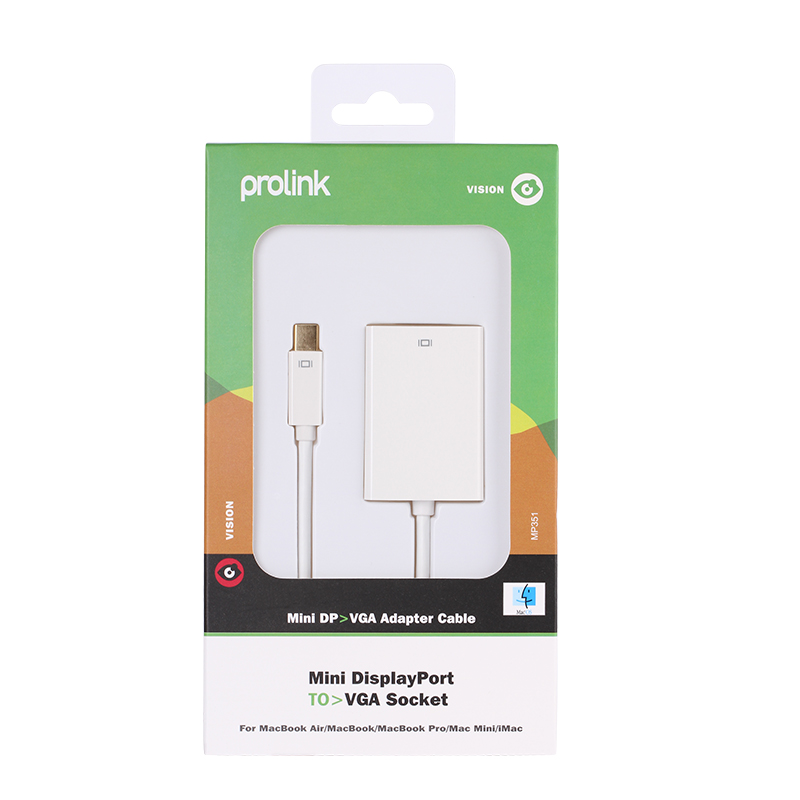 prolink
VISION
VISION
MP351
MacOS
Mini DP>VGA Adapter Cable
Mini DisplayPort
TO>VGA Socket
For MacBook Air/MacBook/MacBook Pro/Mac Mini/iMac